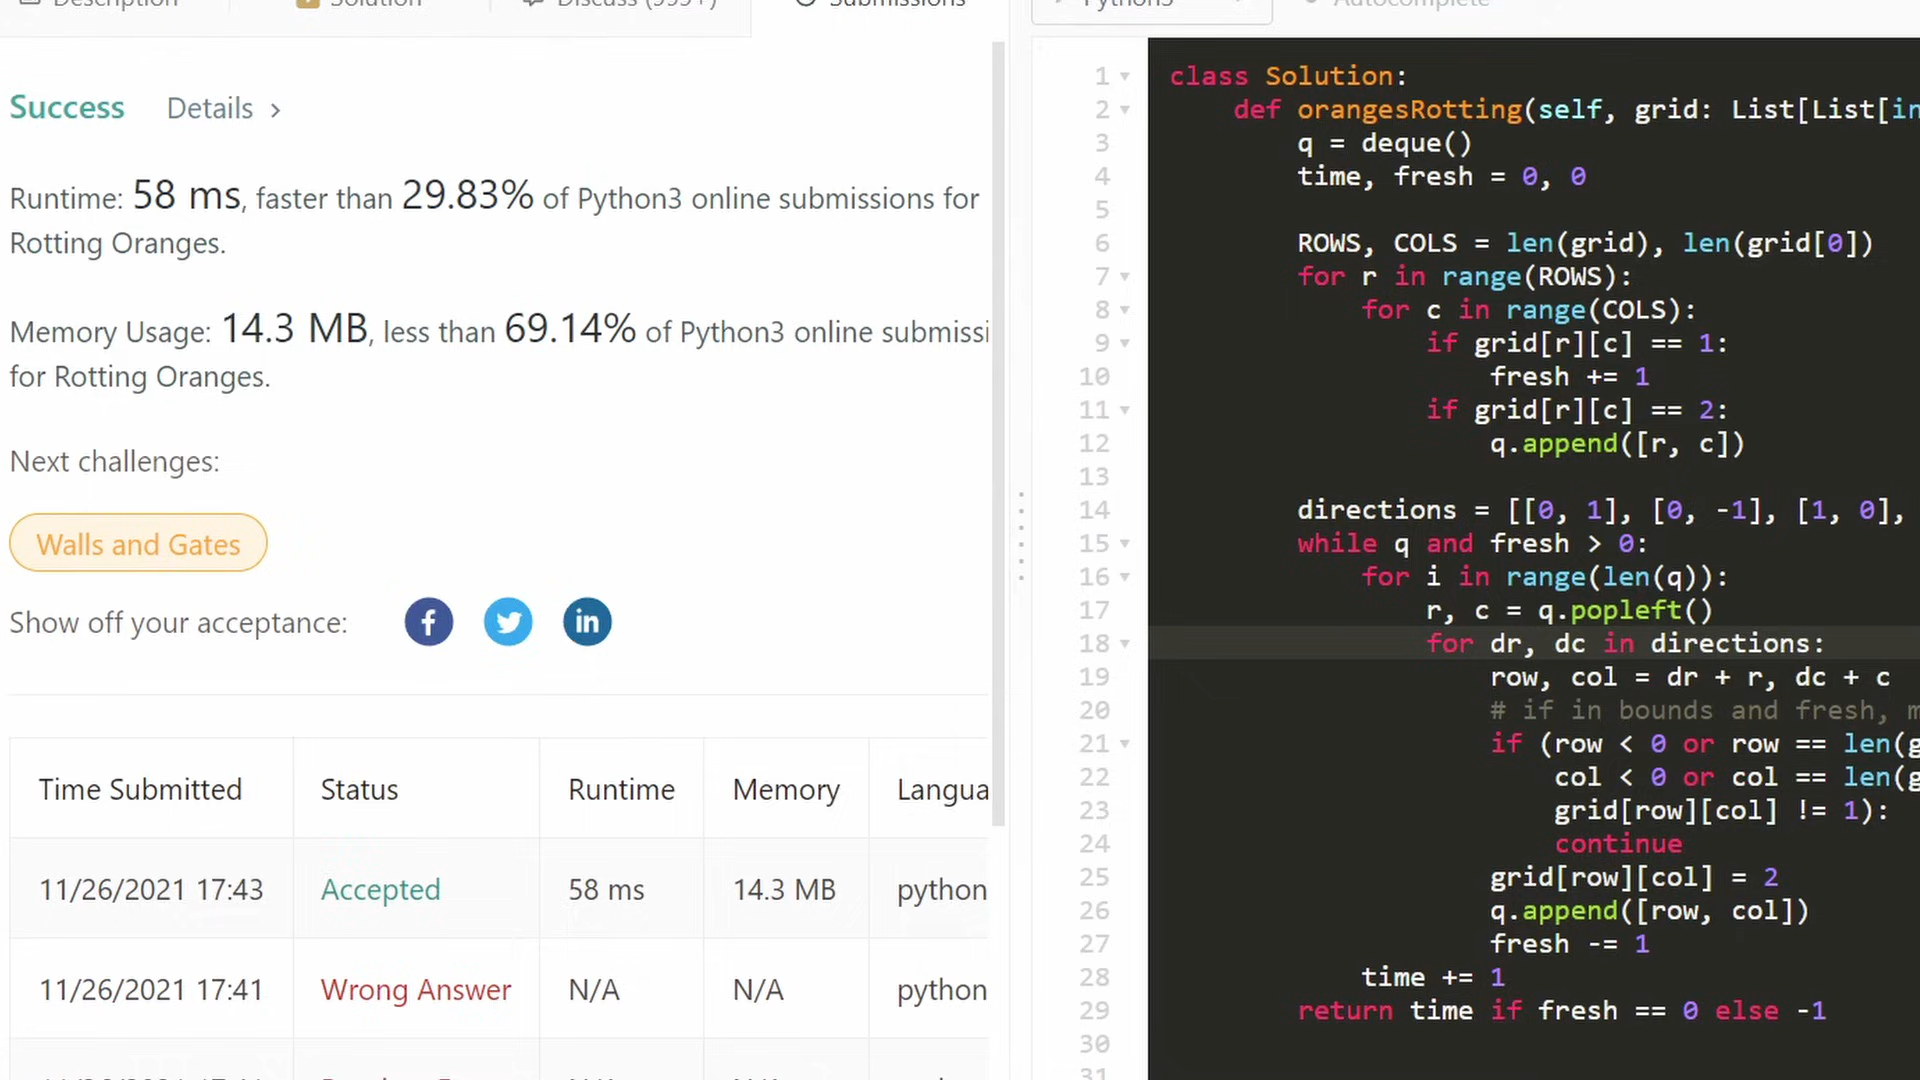 Description Solution Discuss (999+) Submissions
Success Details >
Runtime: 58 ms, faster than 29.83% of Python3 online submissions for
Rotting Oranges.
Memory Usage: 14.3 MB, less than 69.14% of Python3 online submissi
for Rotting Oranges.
Next challenges:
Walls and Gates
Show off your acceptance:
Time Submitted Status Runtime Memory Langua
11/26/2021 17:43 Accepted 58 ms 14.3 MB python
11/26/2021 17:41 Wrong Answer N/A N/A python
Python3 Autocomplete
1 class Solution:
2 def orangesRotting(self, grid: List[List[in
3 q = deque()
4 time, fresh = 0, 0
5
6 ROWS, COLS = len(grid), len(grid[0])
7 for r in range(ROWS):
8 for c in range(COLS):
9 if grid[r][c] == 1:
10 fresh += 1
11 if grid[r][c] == 2:
12 q.append([r, c])
13
14 directions = [[0, 1], [0, -1], [1, 0],
15 while q and fresh > 0:
16 for i in range(len(q)):
17 r, c = q.popleft()
18 for dr, dc in directions:
19 row, col = dr + r, dc + c
20 # if in bounds and fresh, m
21 if (row < 0 or row == len(g
22 col < 0 or col == len(g
23 grid[row][col] != 1):
24 continue
25 grid[row][col] = 2
26 q.append([row, col])
27 fresh -= 1
28 time += 1
29 return time if fresh == 0 else -1
30
31